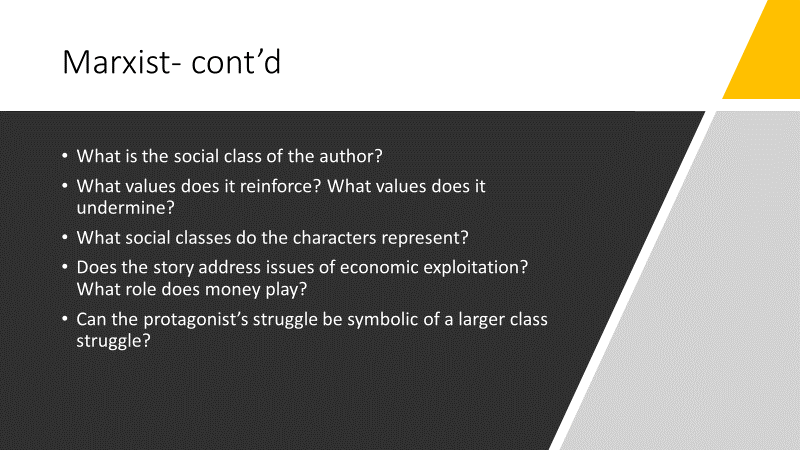 Marxist- cont’d
• What is the social class of the author?
• What values does it reinforce? What values does it
undermine?
• What social classes do the characters represent?
• Does the story address issues of economic exploitation?
What role does money play?
• Can the protagonist’s struggle be symbolic of a larger class
struggle?